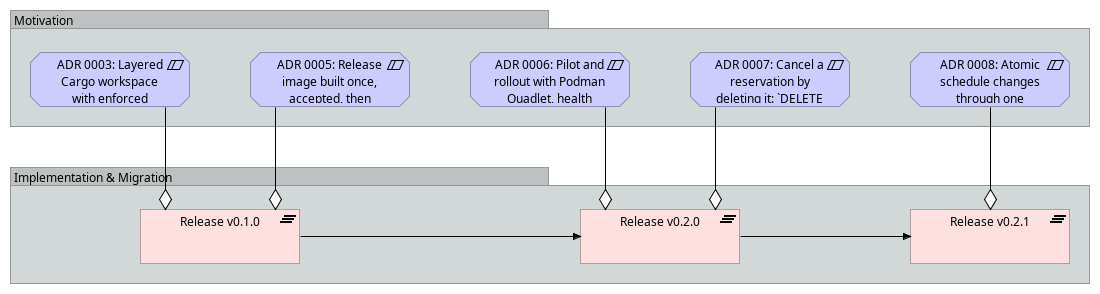 Motivation
ADR 0003: Layered
Cargo workspace
with enforced
ADR 0005: Release
image built once,
accepted, then
ADR 0006: Pilot and
rollout with Podman
Quadlet, health
ADR 0007: Cancel a
reservation by
deleting it: `DELETE
ADR 0008: Atomic
schedule changes
through one
Implementation & Migration
Release v0.1.0
Release v0.2.0
Release v0.2.1